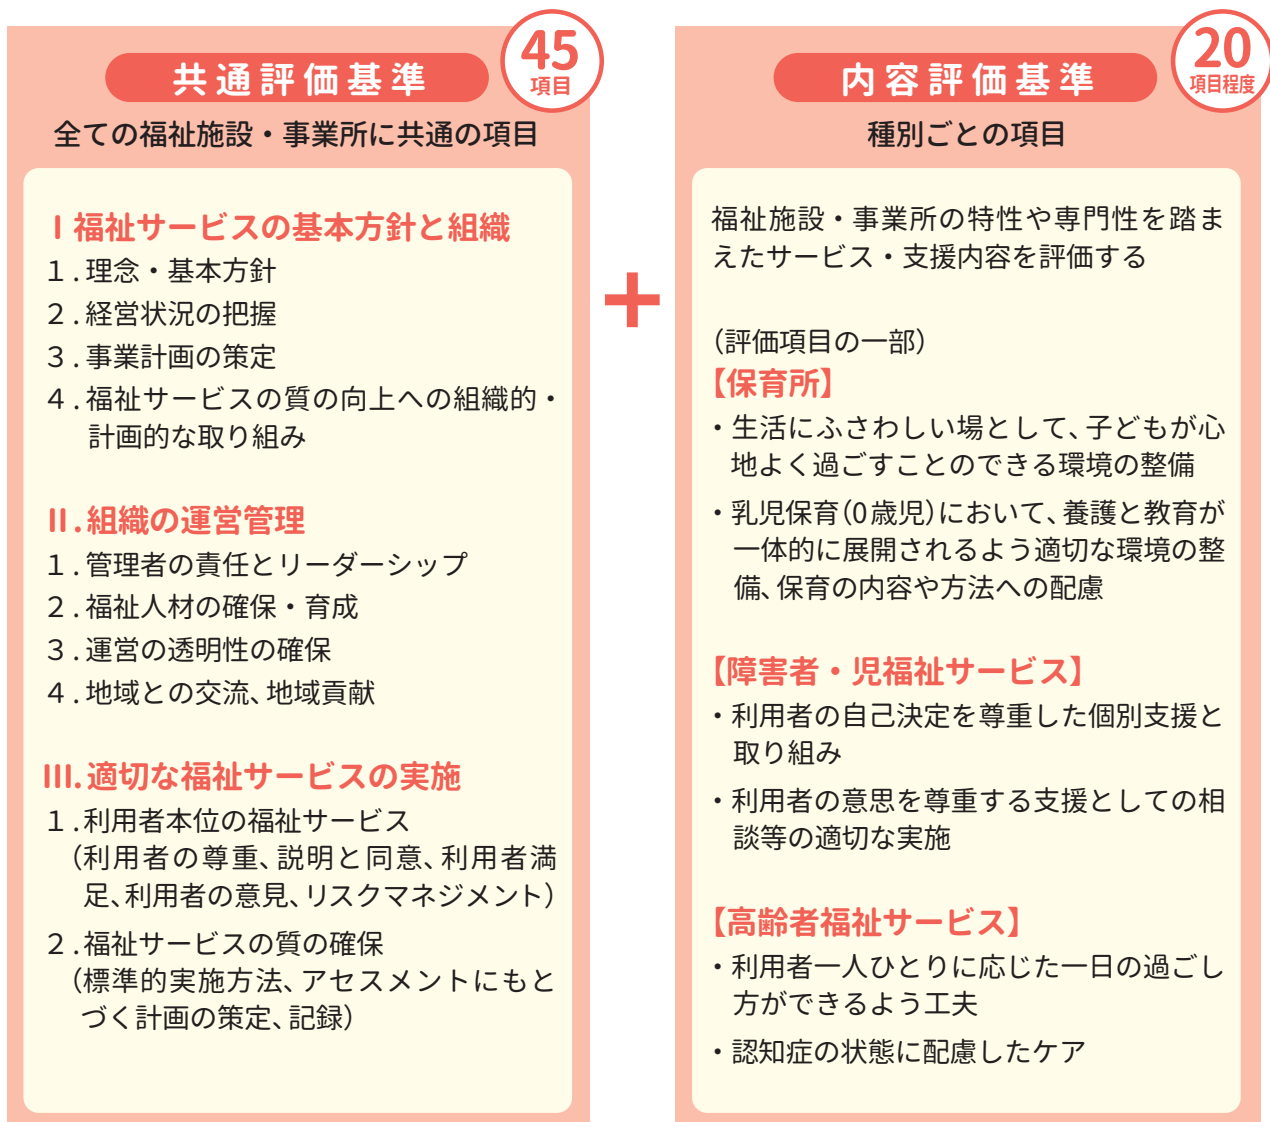 共通評価基準
45
項目
全ての福祉施設・事業所に共通の項目
Ⅰ福祉サービスの基本方針と組織
１.理念・基本方針
２.経営状況の把握
３.事業計画の策定
４.福祉サービスの質の向上への組織的・
計画的な取り組み
Ⅱ.組織の運営管理
１.管理者の責任とリーダーシップ
２.福祉人材の確保・育成
３.運営の透明性の確保
４.地域との交流、地域貢献
Ⅲ.適切な福祉サービスの実施
１.利用者本位の福祉サービス
（利用者の尊重、説明と同意、利用者満
足、利用者の意見、リスクマネジメント）
２.福祉サービスの質の確保
（標準的実施方法、アセスメントにもと
づく計画の策定、記録）
+
内容評価基準
20
項目程度
種別ごとの項目
福祉施設・事業所の特性や専門性を踏ま
えたサービス・支援内容を評価する
（評価項目の一部）
【保育所】
・生活にふさわしい場として、子どもが心
地よく過ごすことのできる環境の整備
・乳児保育（0歳児）において、養護と教育が
一体的に展開されるよう適切な環境の整
備、保育の内容や方法への配慮
【障害者・児福祉サービス】
・利用者の自己決定を尊重した個別支援と
取り組み
・利用者の意思を尊重する支援としての相
談等の適切な実施
【高齢者福祉サービス】
・利用者一人ひとりに応じた一日の過ごし
方ができるよう工夫
・認知症の状態に配慮したケア